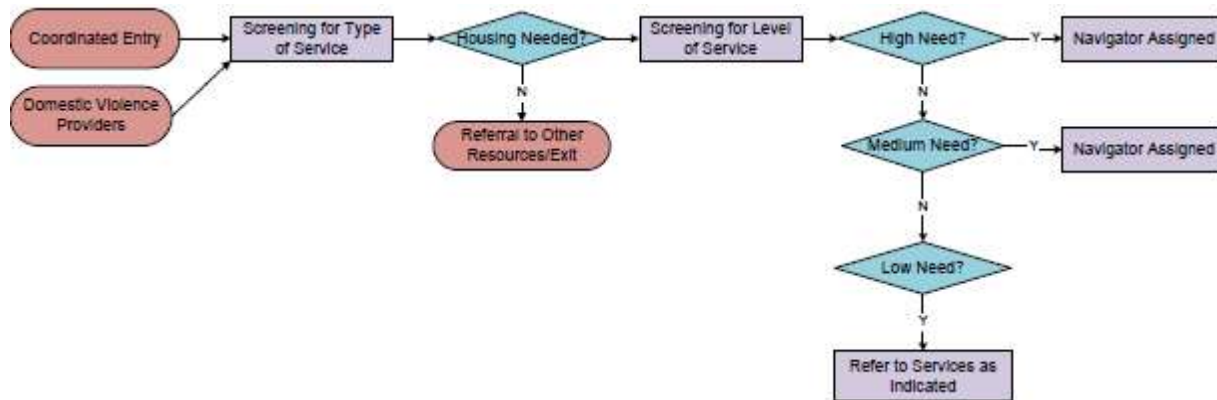 Coordinated Entry
Screening for Type
of Service
Housing Needed?
Screening for Level
of Service
High Need?
Y
Navigator Assigned
Domestic Violence
Providers
N
Referral to Other
Resources/Exit
N
Medium Need?
Y
Navigator Assigned
N
Low Need?
Y
Refer to Services as
Indicated